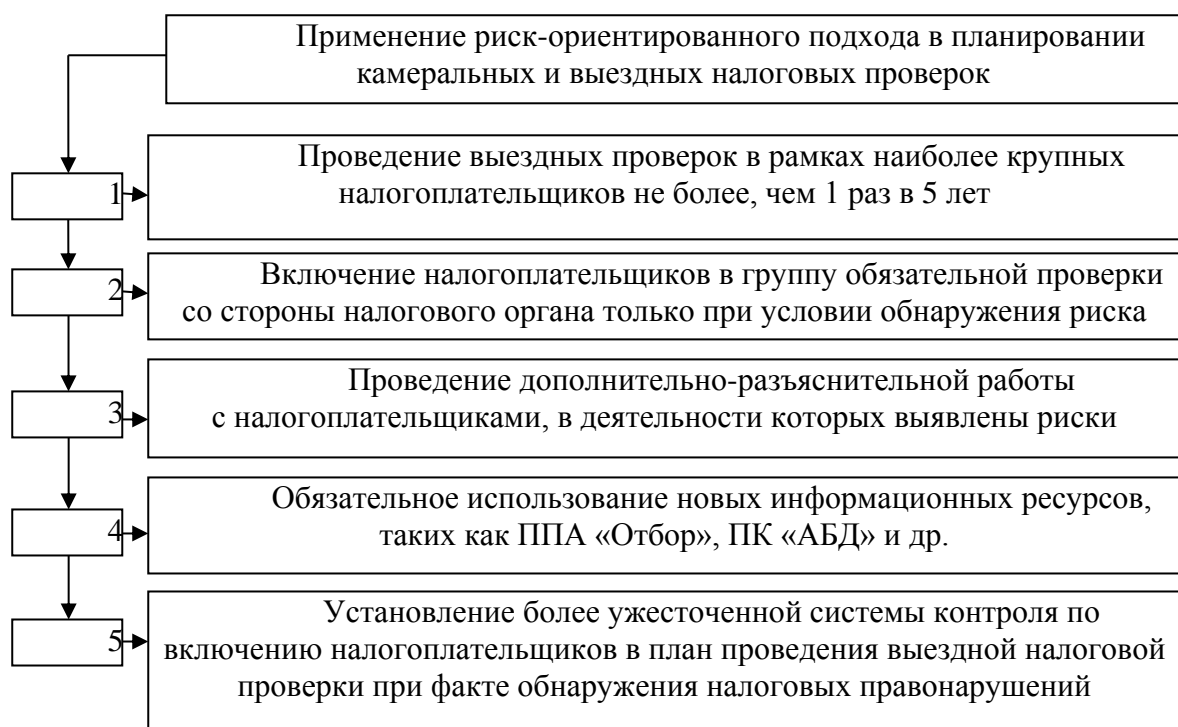 Применение риск-ориентированного подхода в планировании
камеральных и выездных налоговых проверок
Проведение выездных проверок в рамках наиболее крупных
1
налогоплательщиков не более, чем 1 раз в 5 лет
Включение налогоплательщиков в группу обязательной проверки
2
со стороны налогового органа только при условии обнаружения риска
Проведение дополнительно-разъяснительной работы
3
с налогоплательщиками, в деятельности которых выявлены риски
Обязательное использование новых информационных ресурсов,
4
таких как ППА «Отбор», ПК «АБД» и др.
Установление более ужесточенной системы контроля по
5
включению налогоплательщиков в план проведения выездной налоговой
проверки при факте обнаружения налоговых правонарушений